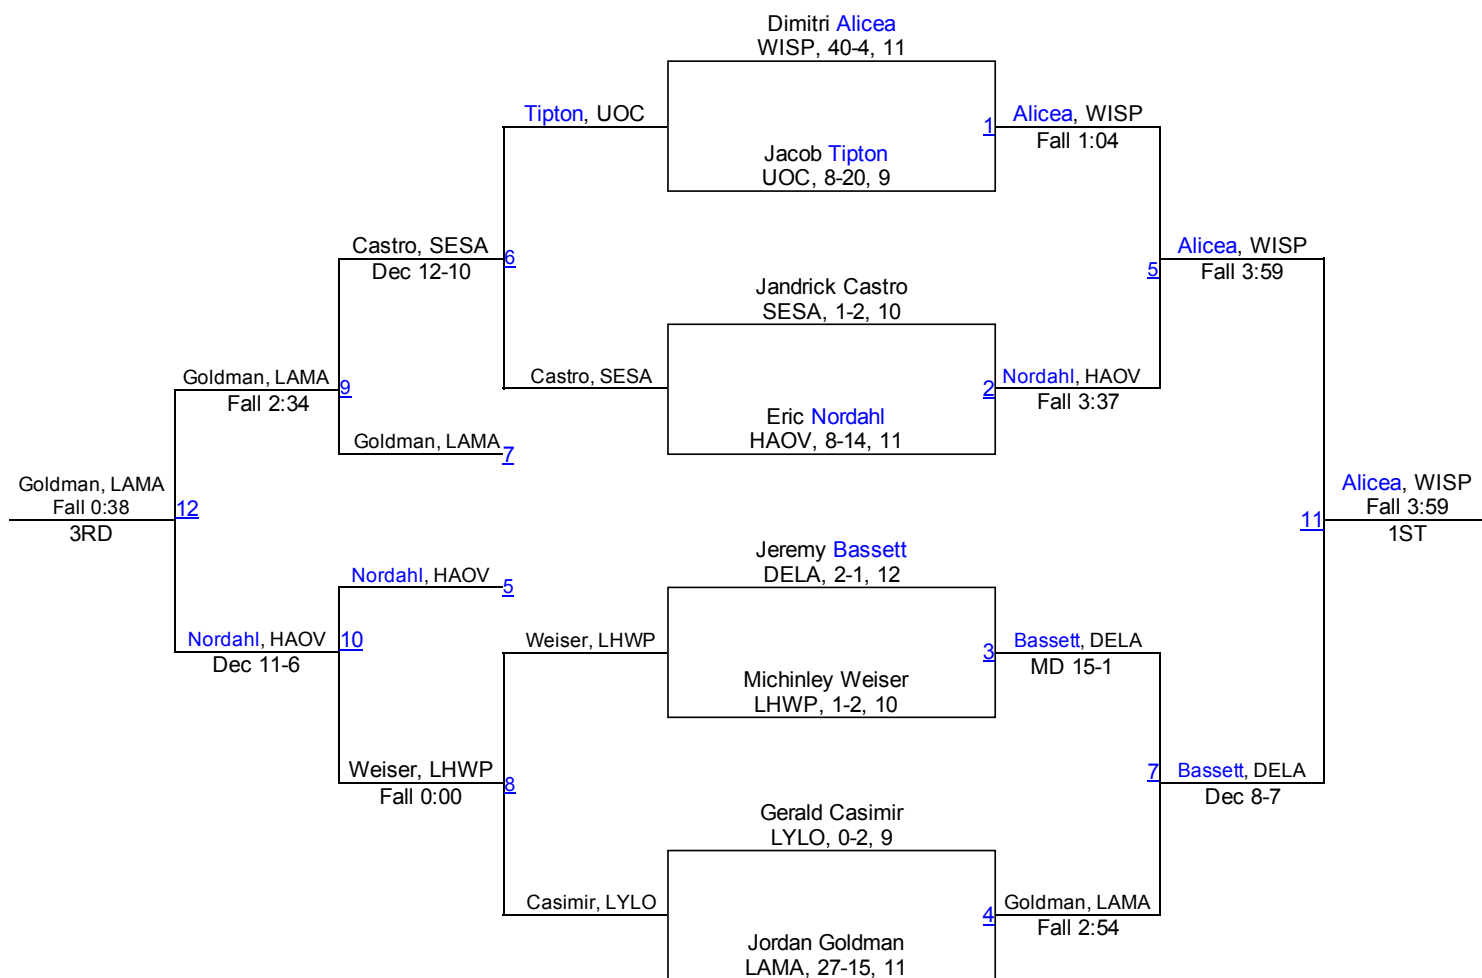 Dimitri Alicea
WISP, 40-4, 11
Tipton, UOC
1
Alicea, WISP
Fall 1:04
Jacob Tipton
UOC, 8-20, 9
Castro, SESA
Dec 12-10
6
Alicea, WISP
Fall 3:59
5
Jandrick Castro
SESA, 1-2, 10
Goldman, LAMA
Fall 2:34
9
Castro, SESA
2
Nordahl, HAOV
Fall 3:37
Eric Nordahl
HAOV, 8-14, 11
Goldman, LAMA
7
Goldman, LAMA
Fall 0:38
3RD
12
Alicea, WISP
Fall 3:59
1ST
11
Jeremy Bassett
DELA, 2-1, 12
Nordahl, HAOV
5
Nordahl, HAOV
Dec 11-6
10
Weiser, LHWP
3
Bassett, DELA
MD 15-1
Michinley Weiser
LHWP, 1-2, 10
Weiser, LHWP
Fall 0:00
8
7
Bassett, DELA
Dec 8-7
Gerald Casimir
LYLO, 0-2, 9
Casimir, LYLO
4
Goldman, LAMA
Fall 2:54
Jordan Goldman
LAMA, 27-15, 11